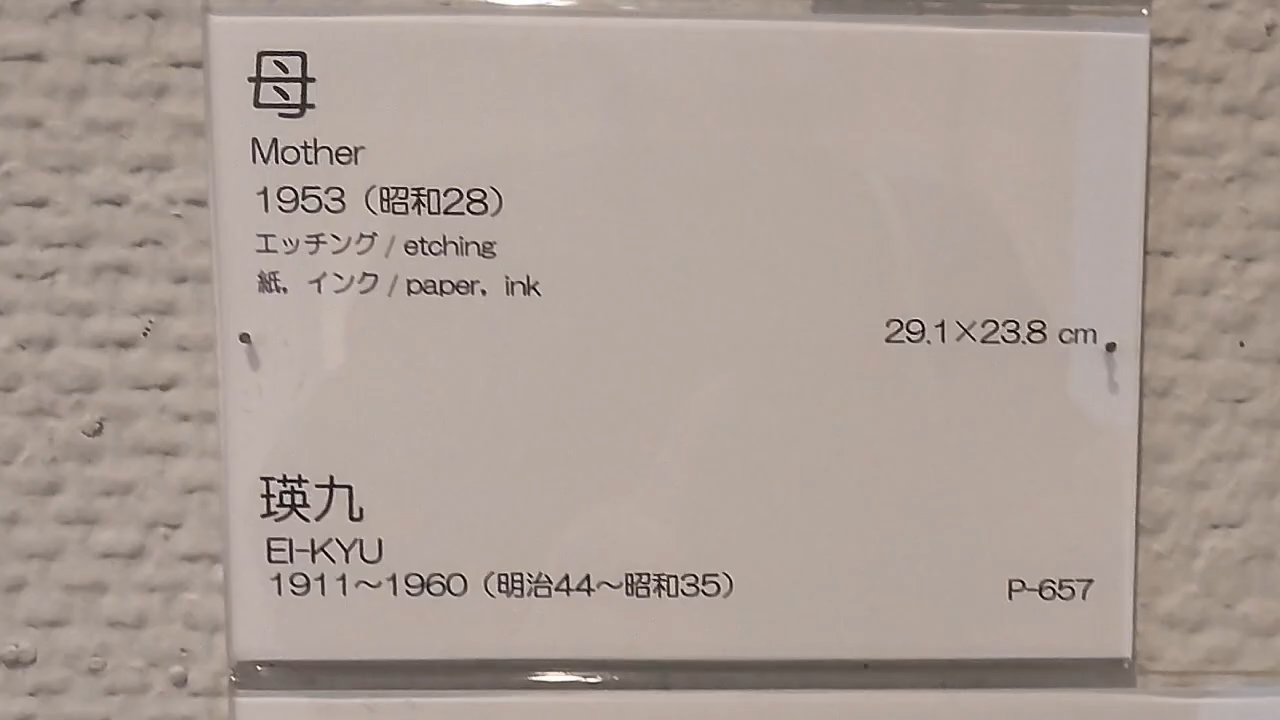 母
Mother
1953（昭和28）
エッチング / etching
紙，インク / paper, ink
29.1×23.8 cm
瑛九
EI-KYU
1911～1960（明治44～昭和35）
P-657